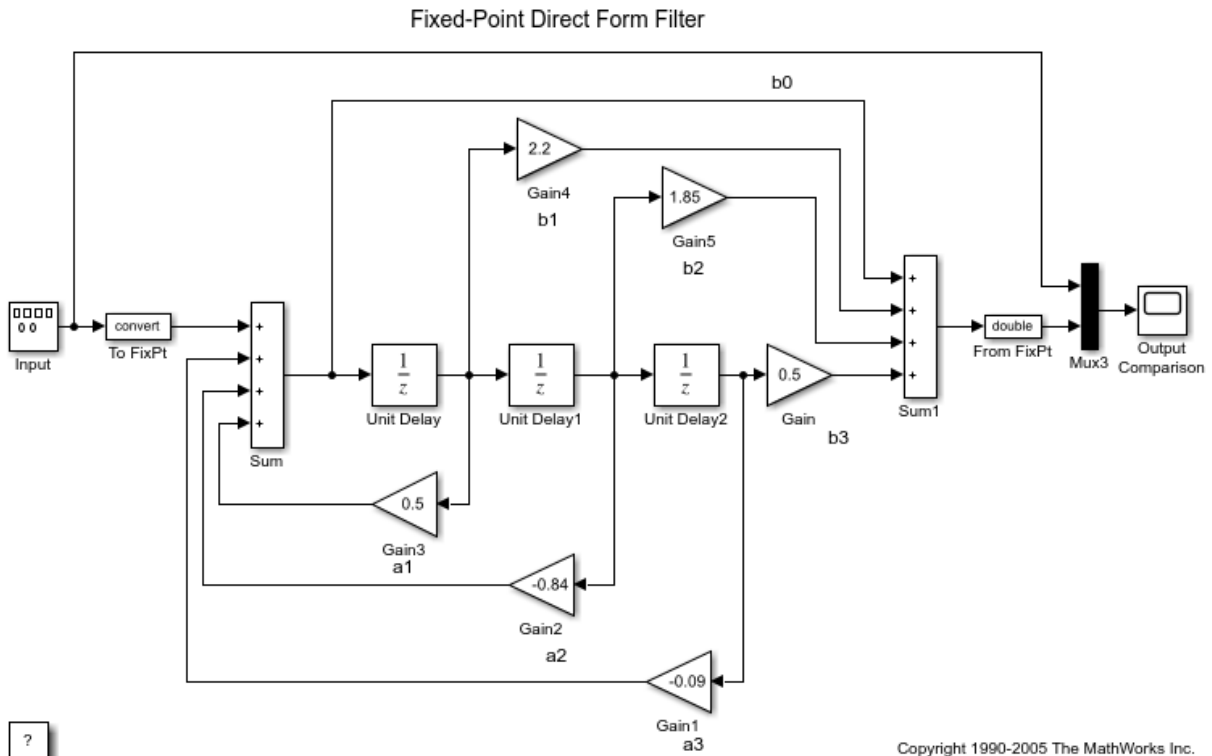 Fixed-Point Direct Form Filter
b0
2.2
Gain4
b1
1.85
Gain5
b2
Input
convert
To FixPt
+
+
+
+
Sum
1
z
Unit Delay
1
z
Unit Delay1
1
z
Unit Delay2
0.5
Gain
b3
+
+
+
+
Sum1
double
From FixPt
Mux3
Output
Comparison
0.5
Gain3
a1
-0.84
Gain2
a2
-0.09
Gain1
a3
?
Copyright 1990-2005 The MathWorks Inc.